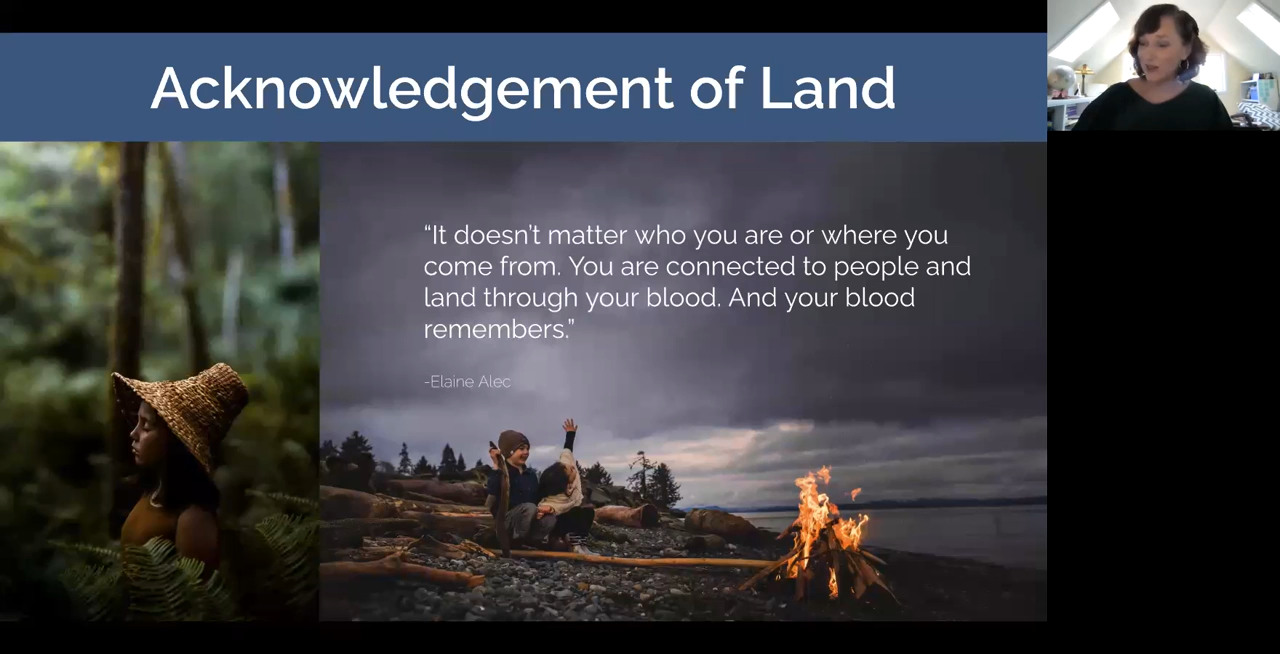 Acknowledgement of Land
“It doesn’t matter who you are or where you
come from. You are connected to people and
land through your blood. And your blood
remembers.”
-Elaine Alec